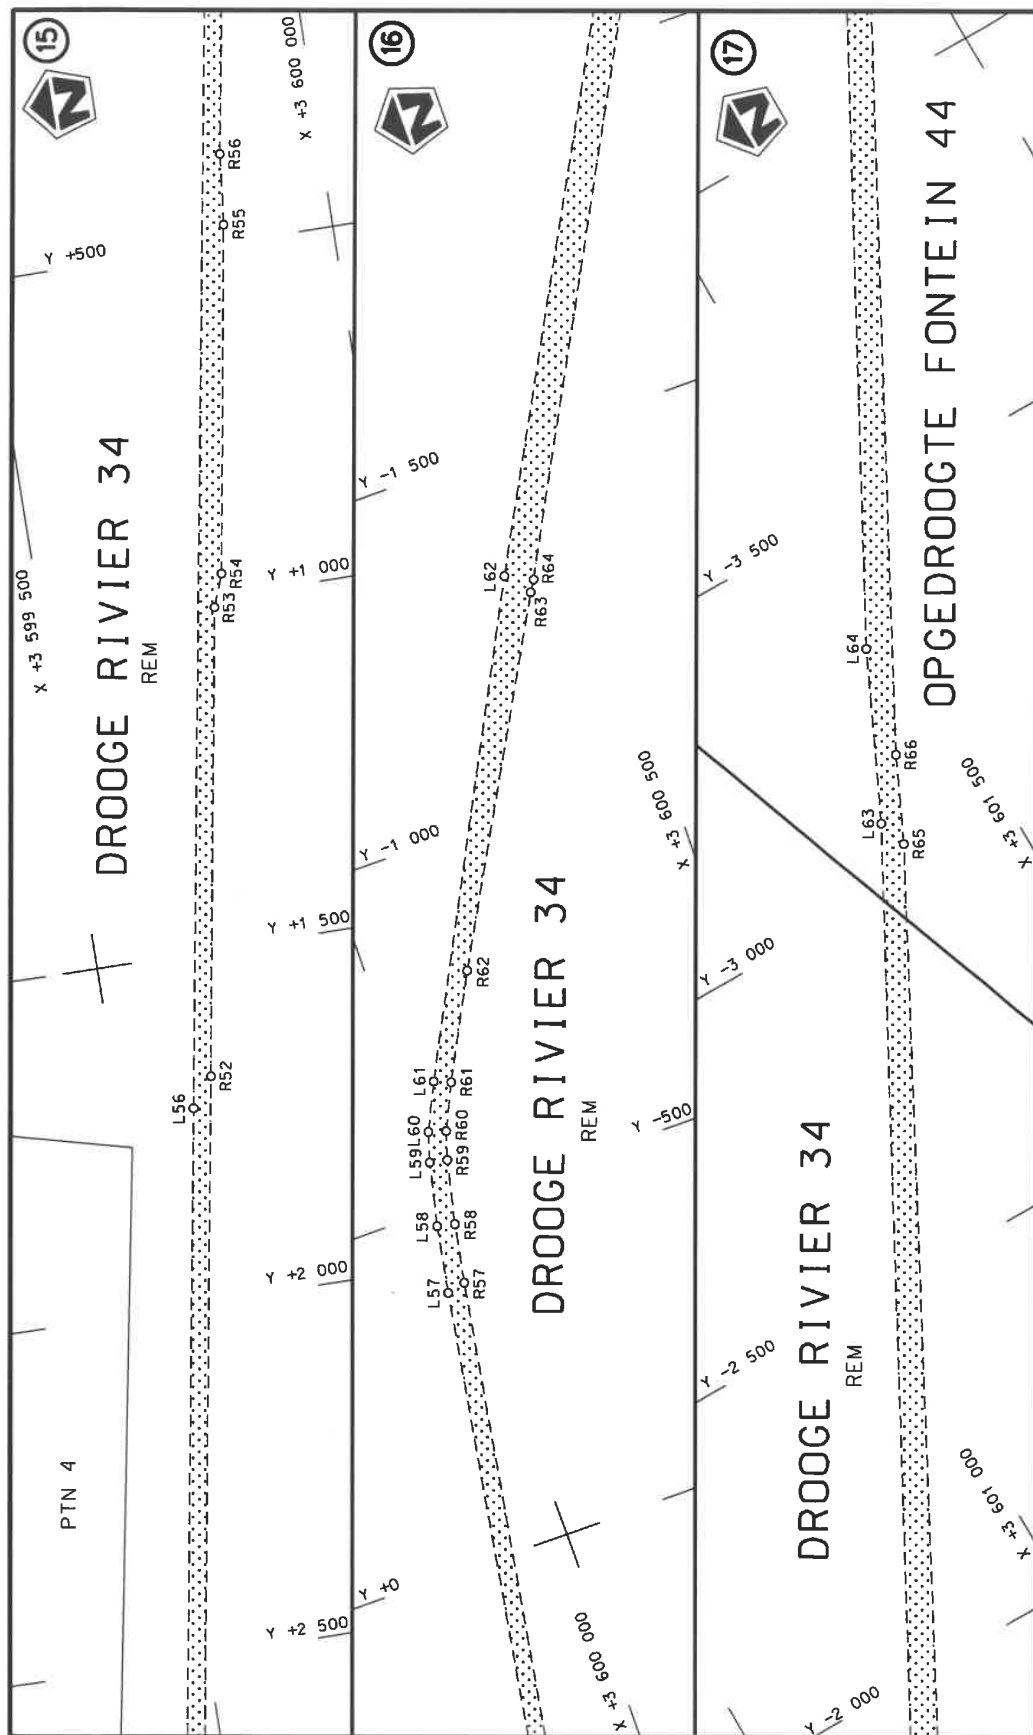 15
N
X +3 600 000
R56
R55
Y +500
X +3 599 500
DROOGE RIVIER 34
REM
R54
R53
Y +1 000
Y +1 500
L56
R52
Y +2 000
PTN 4
Y +2 500
16
N
Y -1 500
L62
R64
R63
X +3 600 500
Y -1 000
R62
DROOGE RIVIER 34
REM
L61
R61
L60
R60
L59
R59
Y -500
L58
R58
L57
R57
Y +0
X +3 600 000
17
N
OPGEDROOGTE FONTEIN 44
Y -3 500
L64
R66
L63
R65
X +3 601 500
Y -3 000
DROOGE RIVIER 34
REM
Y -2 500
X +3 601 000
Y -2 000